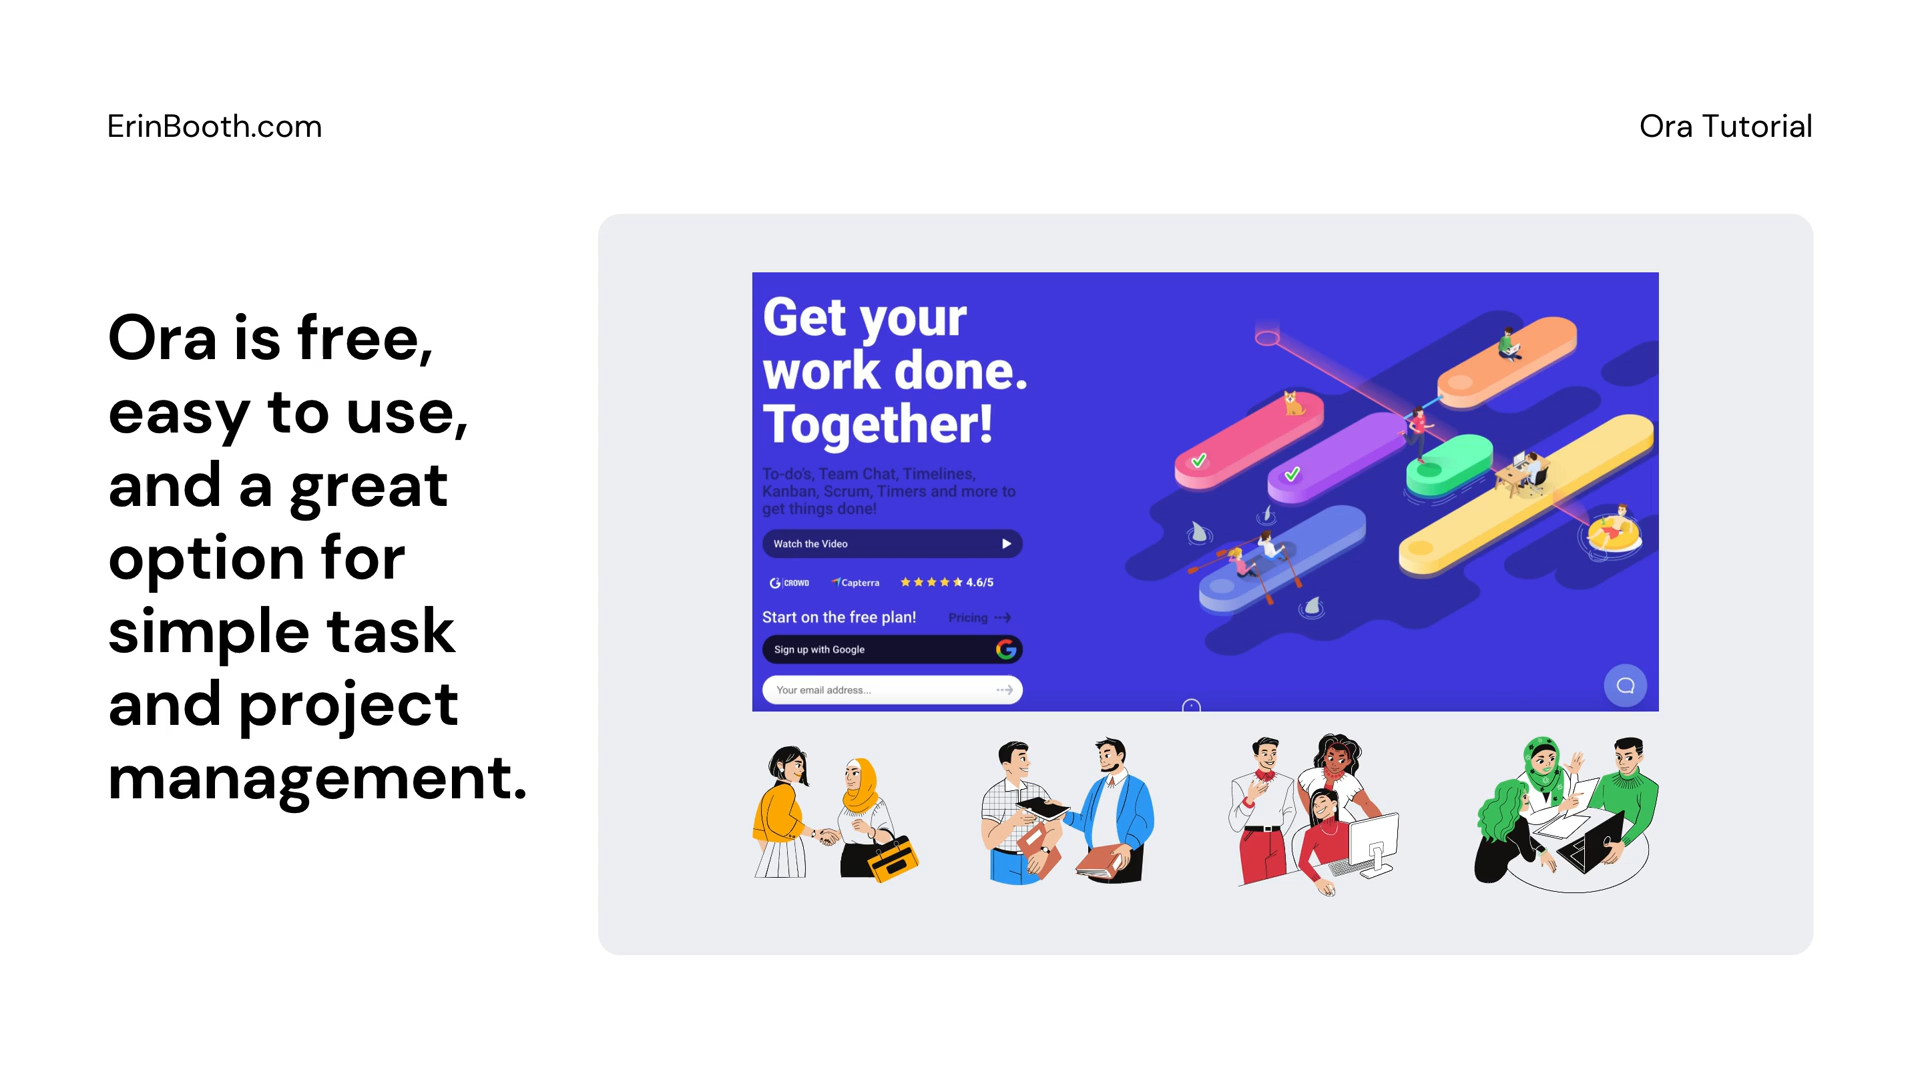 ErinBooth.com
Ora Tutorial
Ora is free,
easy to use,
and a great
option for
simple task
and project
management.
Get your
work done.
Together!
To-do's, Team Chat, Timelines,
Kanban, Scrum, Timers and more to
get things done!
Watch the Video
G2 CROWD
Capterra
4.6/5
Start on the free plan!
Pricing
Sign up with Google
Your email address...